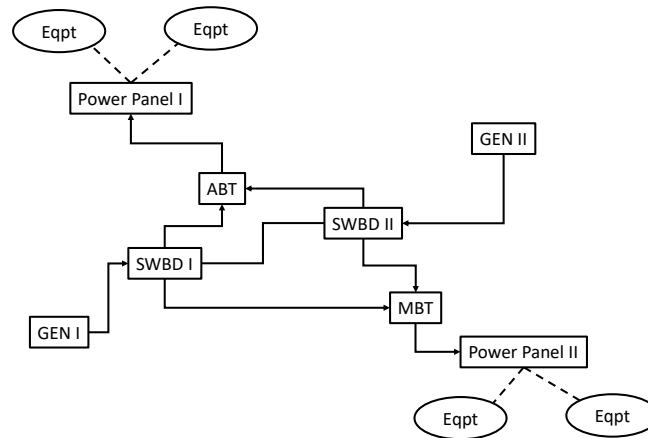 Eqpt
Eqpt
Power Panel I
GEN II
ABT
SWBD II
SWBD I
MBT
GEN I
Power Panel II
Eqpt
Eqpt